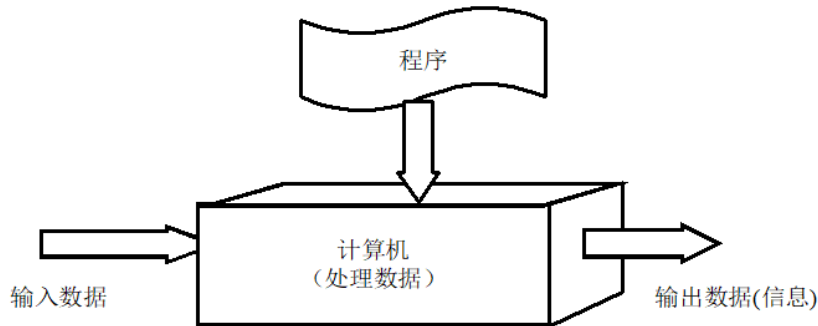 程序
计算机
（处理数据）
输入数据
输出数据(信息)